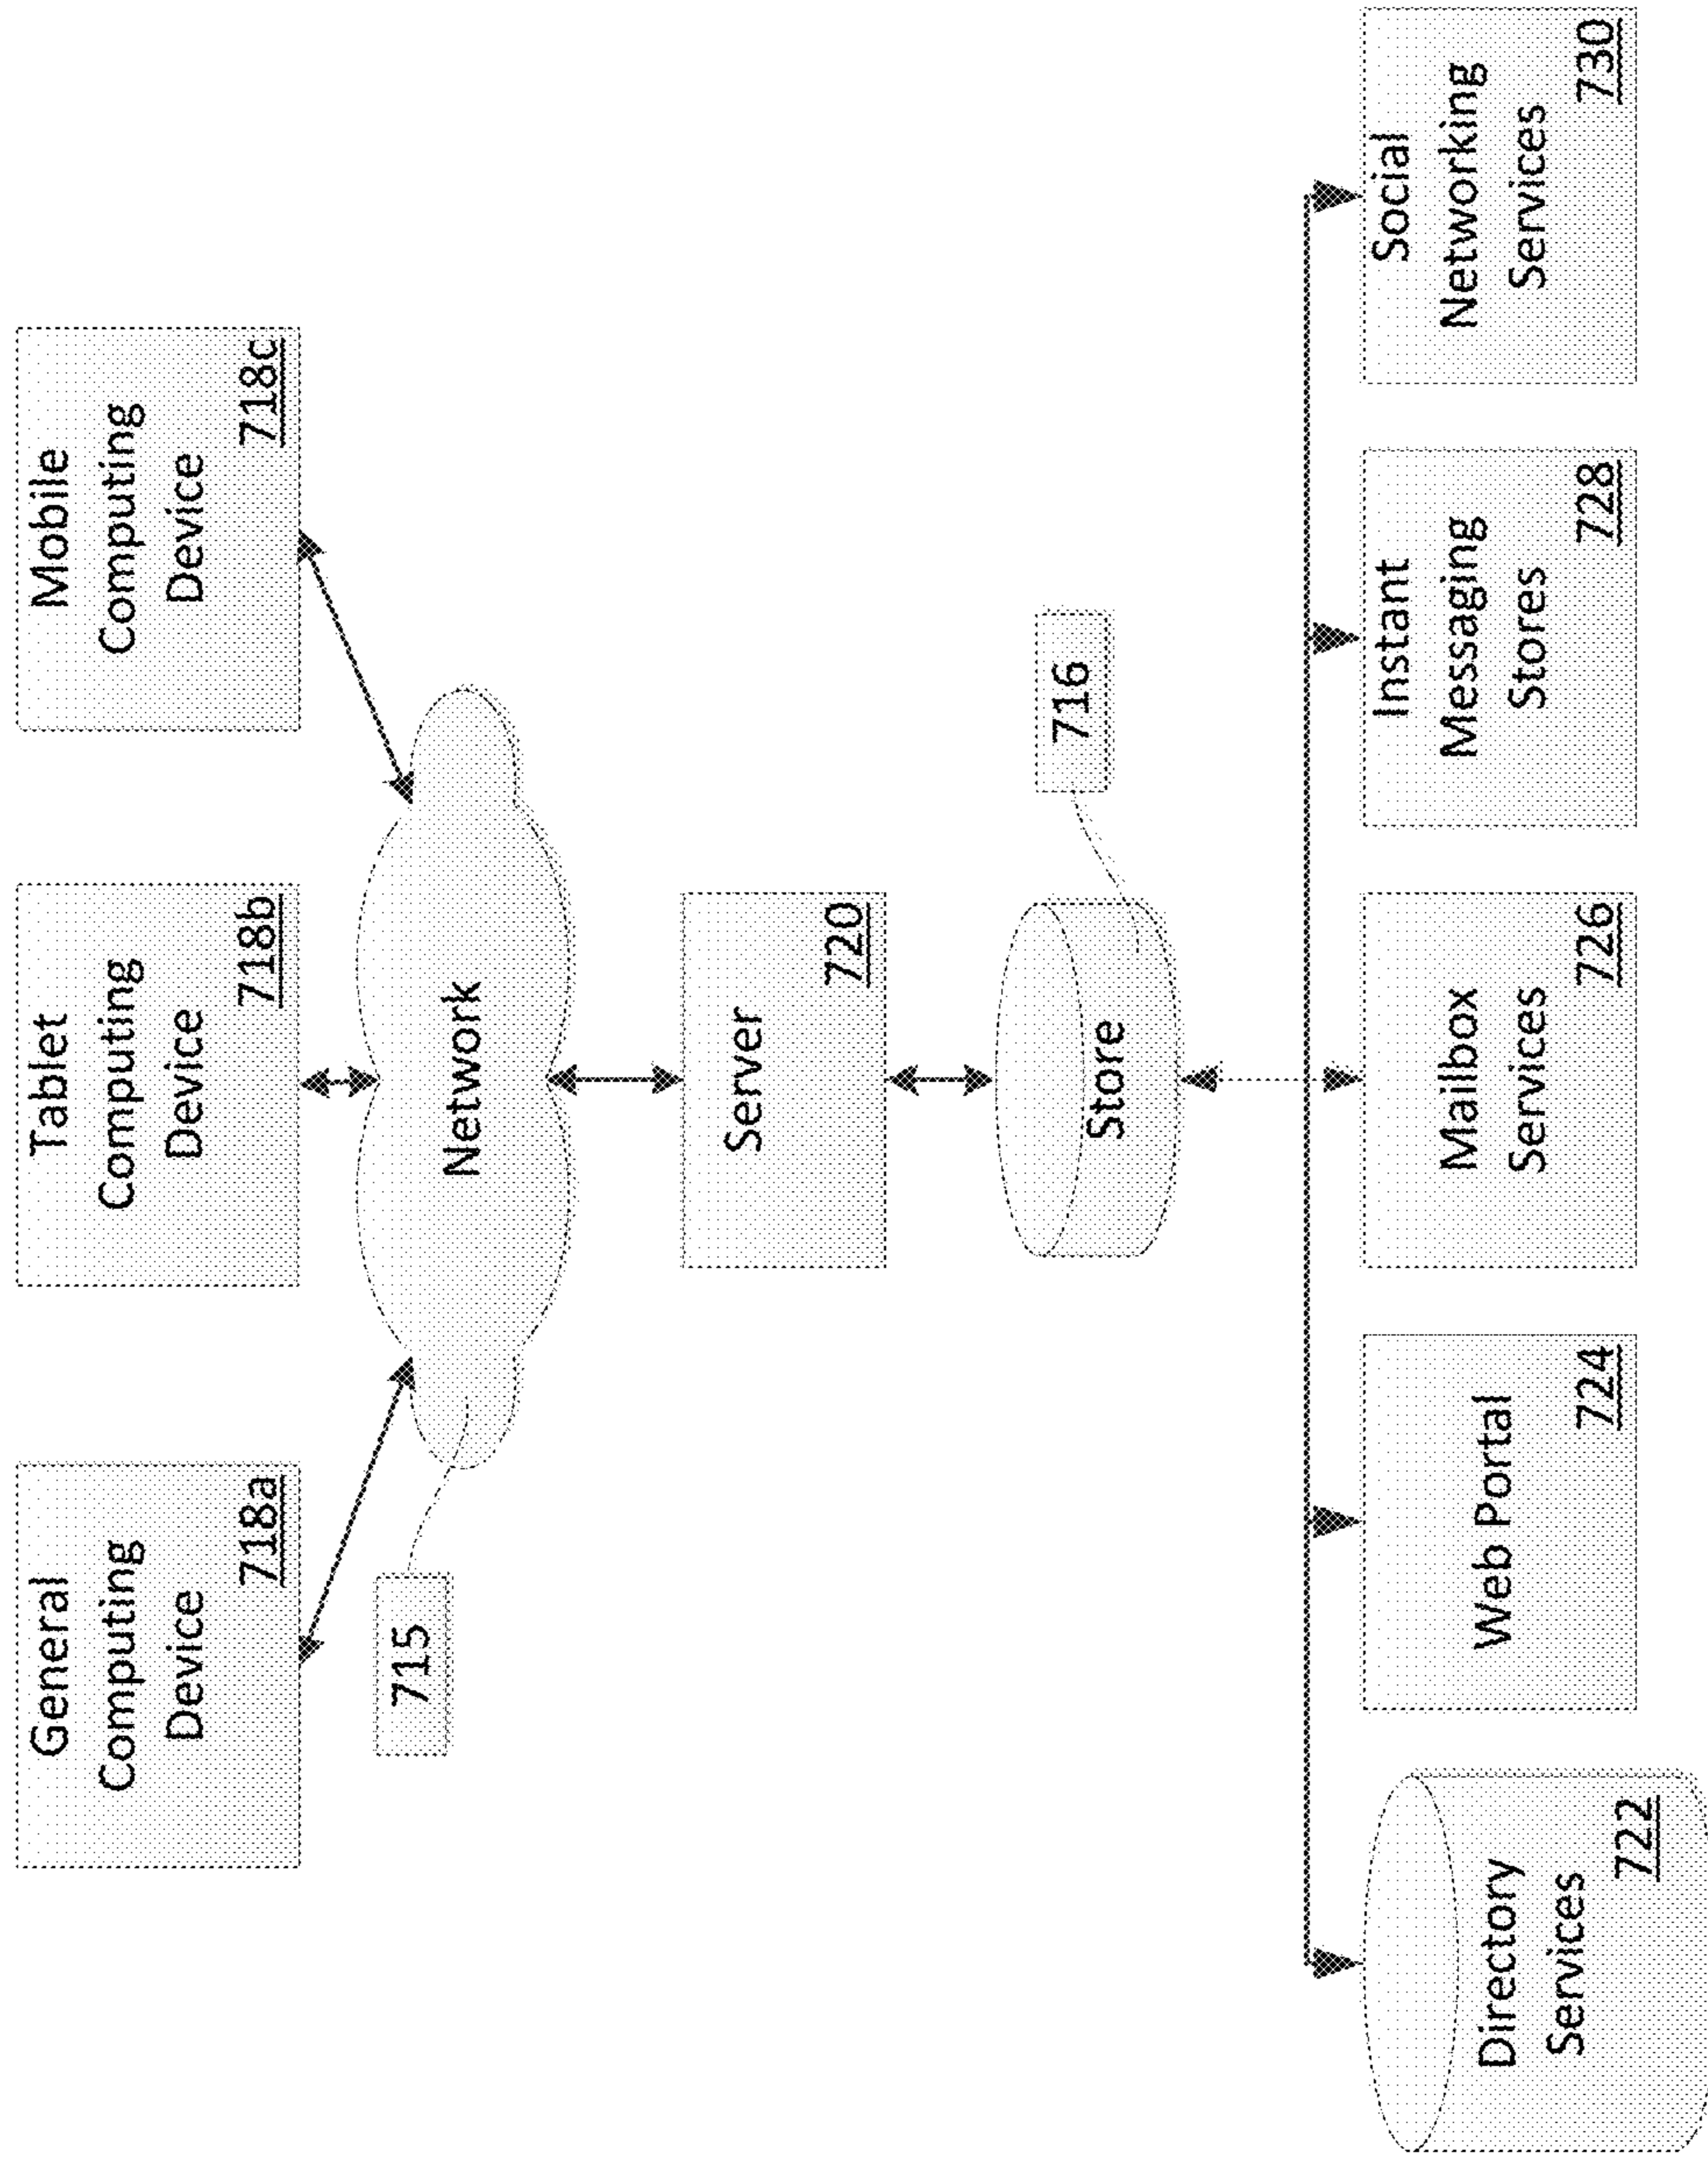 General
Computing
Device
718a
Tablet
Computing
Device
718b
Mobile
Computing
Device
718c
715
Network
Server
720
Store
716
Directory
Services
722
Web Portal
724
Mailbox
Services
726
Instant
Messaging
Stores
728
Social
Networking
Services
730